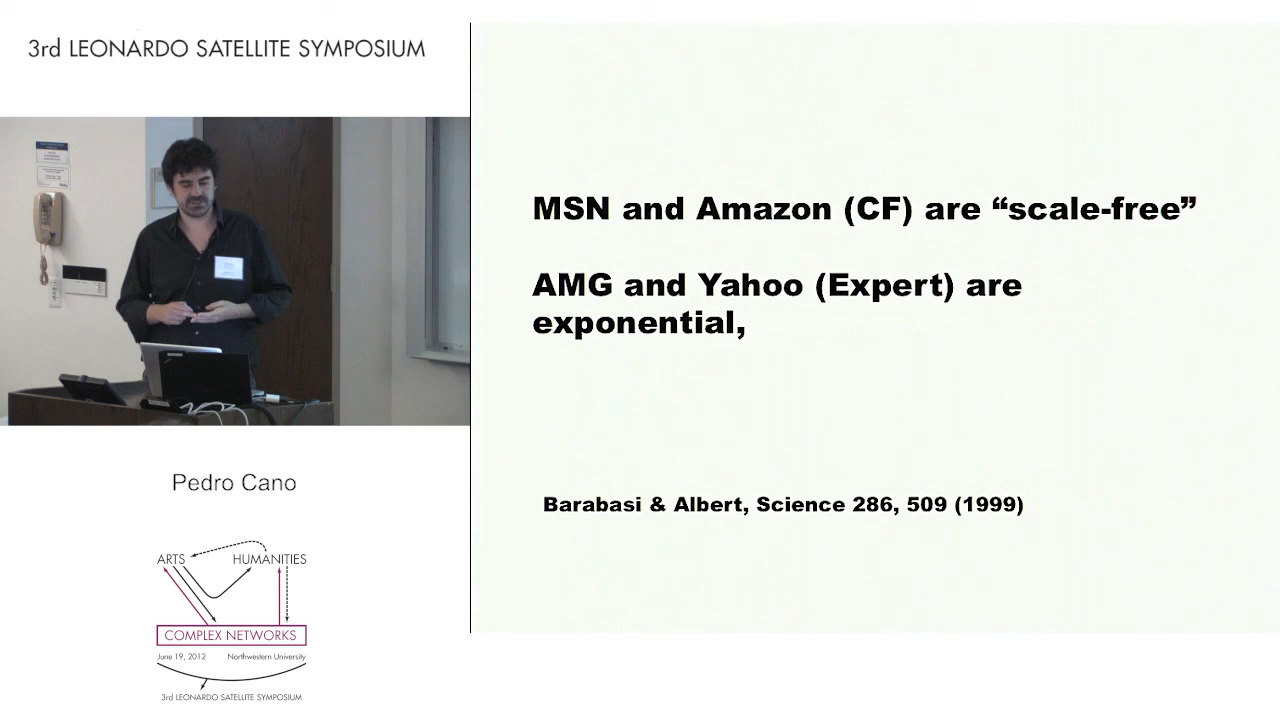 3rd LEONARDO SATELLITE SYMPOSIUM
MSN and Amazon (CF) are “scale-free”
AMG and Yahoo (Expert) are
exponential,
Barabasi & Albert, Science 286, 509 (1999)
Pedro Cano
ARTS HUMANITIES
COMPLEX NETWORKS
June 19, 2012 Northwestern University
3rd LEONARDO SATELLITE SYMPOSIUM